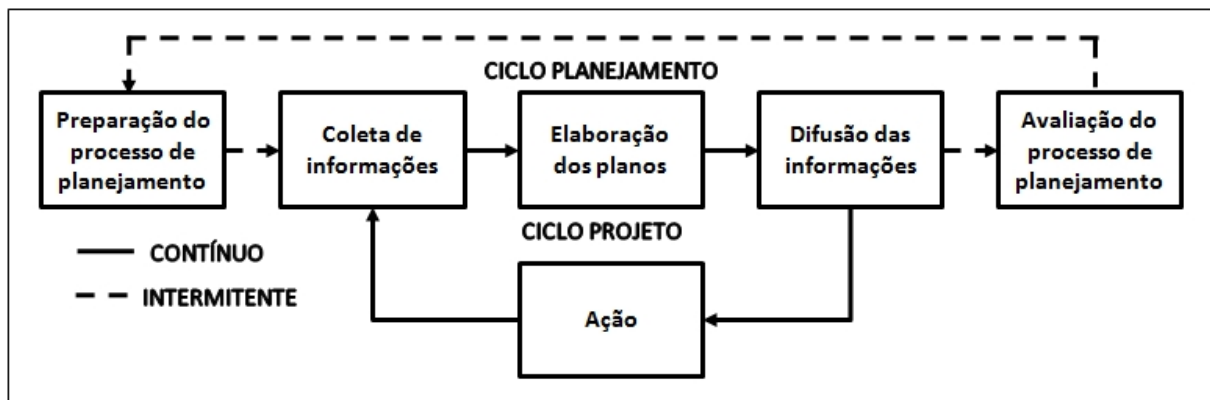 CICLO PLANEJAMENTO
Preparação do
processo de
planejamento
Coleta de
informações
Elaboração
dos planos
Difusão das
informações
Avaliação do
processo de
planejamento
CICLO PROJETO
CONTÍNUO
INTERMITENTE
Ação